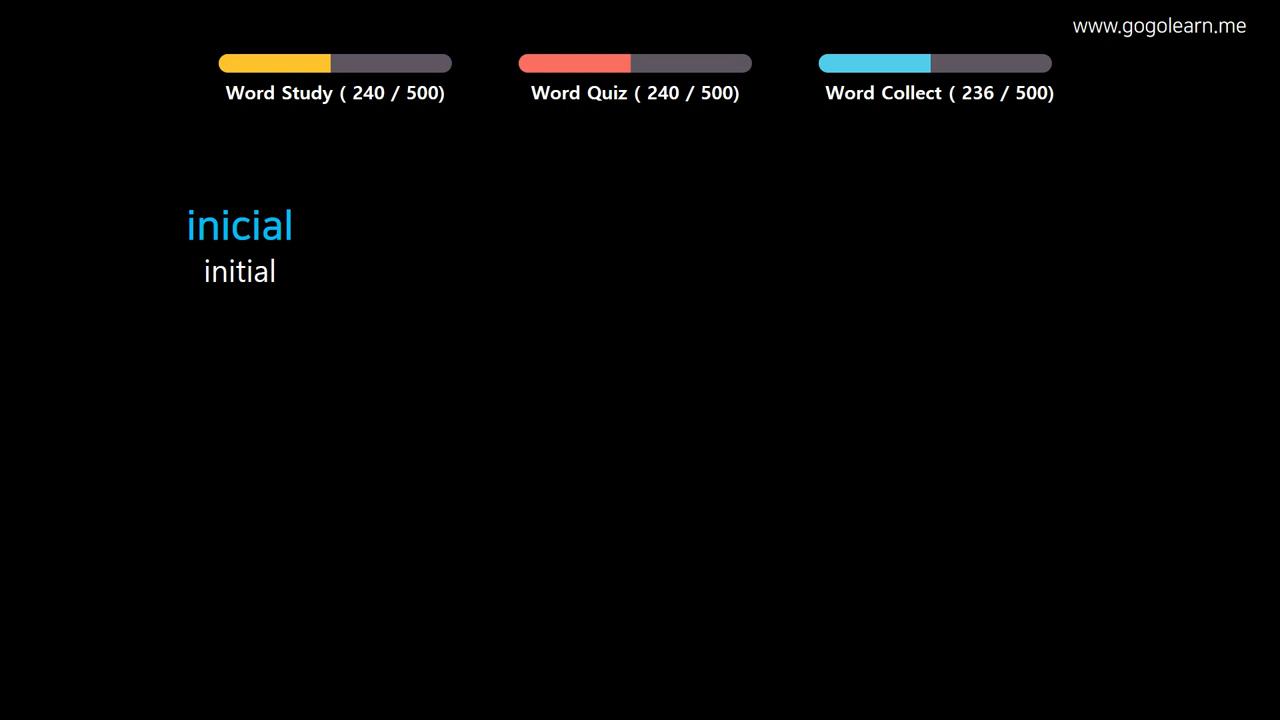 www.gogolearn.me
Word Study ( 240 / 500)
Word Quiz ( 240 / 500)
Word Collect ( 236 / 500)
inicial
initial